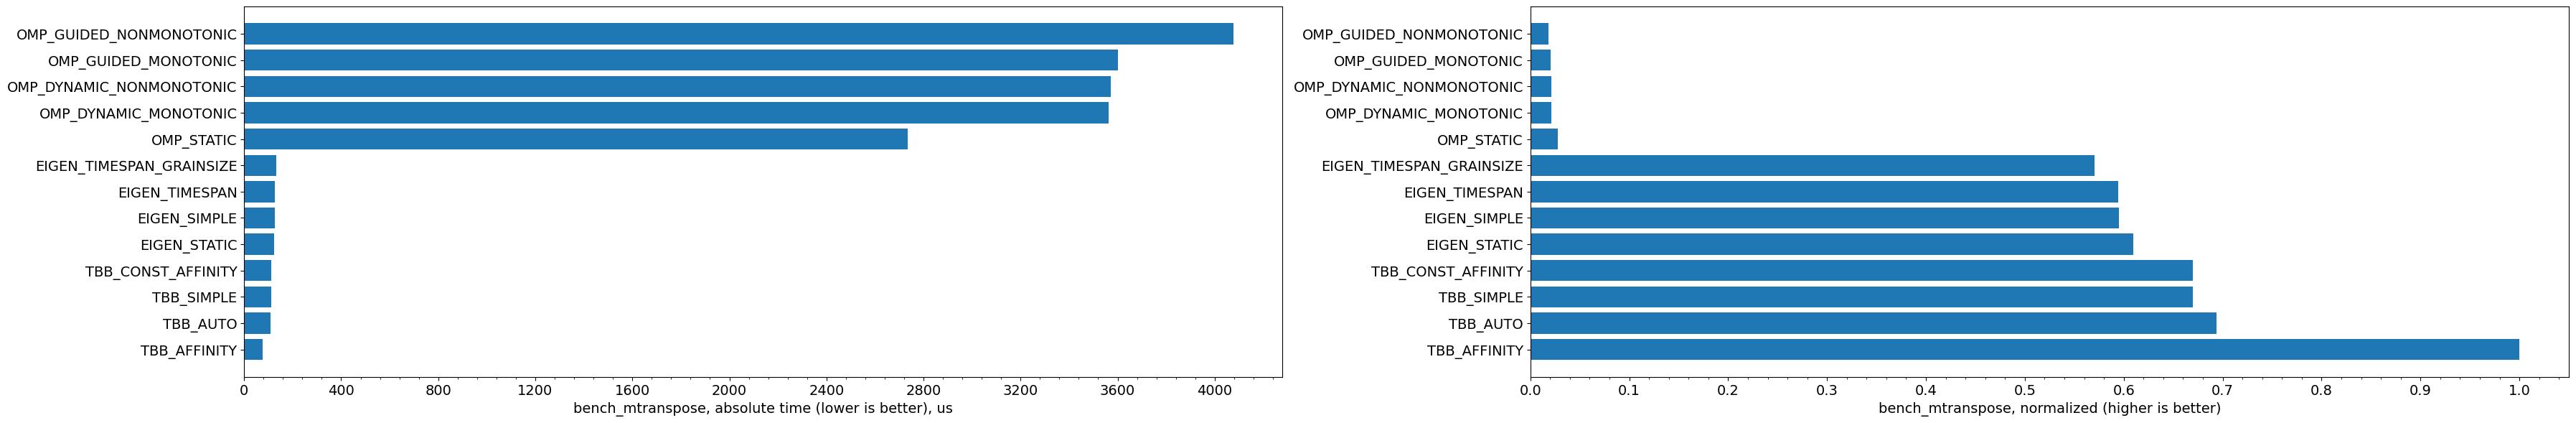 OMP_GUIDED_NONMONOTONIC
OMP_GUIDED_MONOTONIC
OMP_DYNAMIC_NONMONOTONIC
OMP_DYNAMIC_MONOTONIC
OMP_STATIC
EIGEN_TIMESPAN_GRAINSIZE
EIGEN_TIMESPAN
EIGEN_SIMPLE
EIGEN_STATIC
TBB_CONST_AFFINITY
TBB_SIMPLE
TBB_AUTO
TBB_AFFINITY
0 400 800 1200 1600 2000 2400 2800 3200 3600 4000
bench_mtranspose, absolute time (lower is better), us
OMP_GUIDED_NONMONOTONIC
OMP_GUIDED_MONOTONIC
OMP_DYNAMIC_NONMONOTONIC
OMP_DYNAMIC_MONOTONIC
OMP_STATIC
EIGEN_TIMESPAN_GRAINSIZE
EIGEN_TIMESPAN
EIGEN_SIMPLE
EIGEN_STATIC
TBB_CONST_AFFINITY
TBB_SIMPLE
TBB_AUTO
TBB_AFFINITY
0.0 0.1 0.2 0.3 0.4 0.5 0.6 0.7 0.8 0.9 1.0
bench_mtranspose, normalized (higher is better)